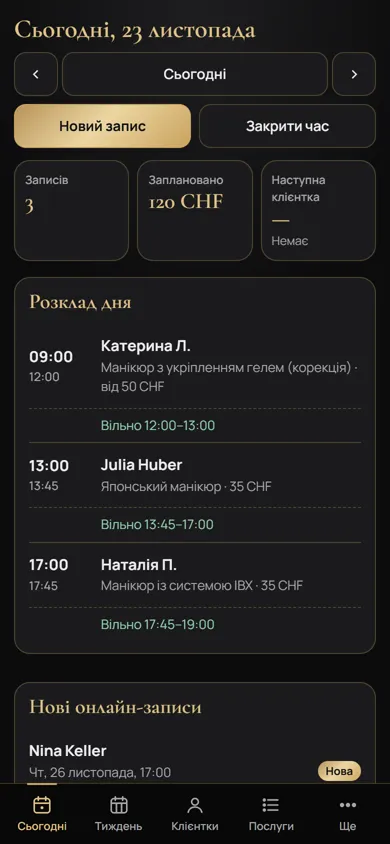 Сьогодні, 23 листопада
Сьогодні
Новий запис
Закрити час
Записів
3
Заплановано
120 CHF
Наступна
клієнтка
—
Немає
Розклад дня
09:00
12:00
Катерина Л.
Манікюр з укріпленням гелем (корекція) ·
від 50 CHF
Вільно 12:00–13:00
13:00
13:45
Julia Huber
Японський манікюр · 35 CHF
Вільно 13:45–17:00
17:00
17:45
Наталія П.
Манікюр із системою IBX · 35 CHF
Вільно 17:45–19:00
Нові онлайн-записи
Nina Keller
Чт, 26 листопада, 17:00
Нова
Сьогодні
Тиждень
Клієнтки
Послуги
Ще